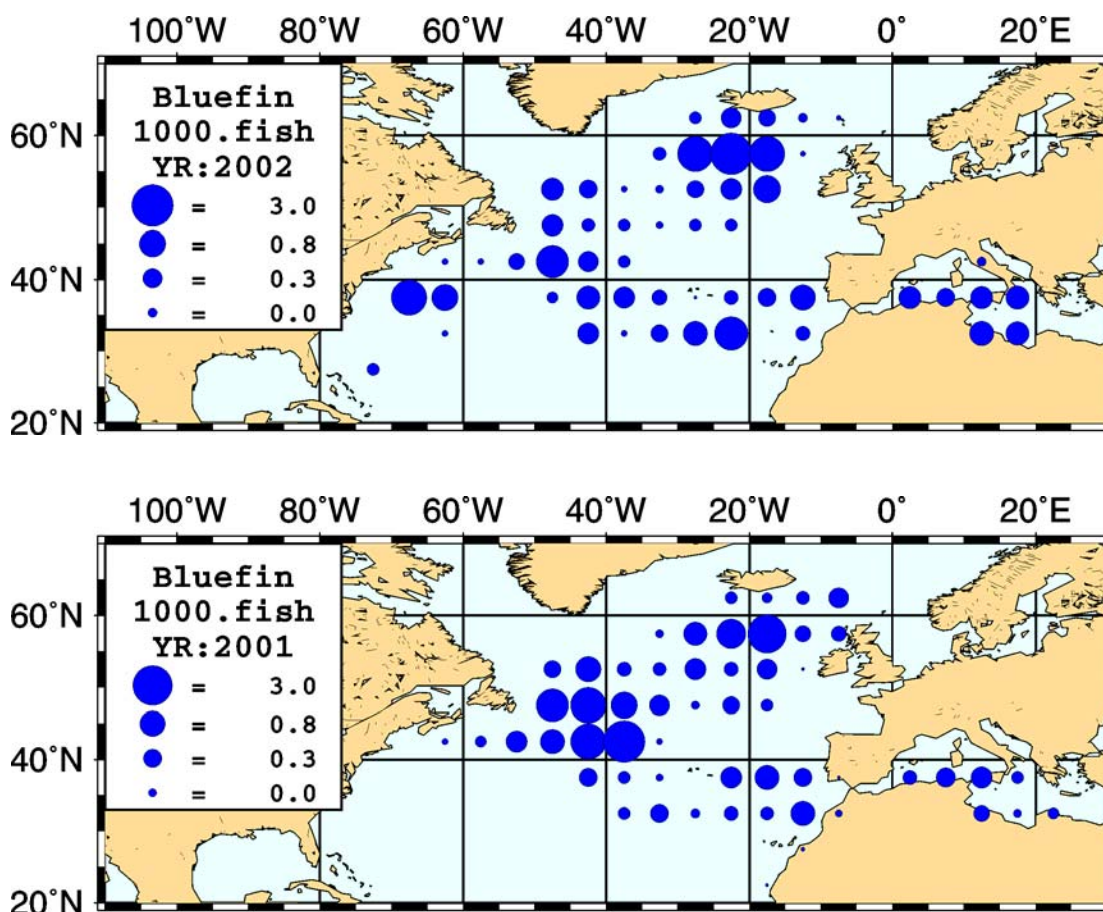 100°W 80°W 60°W 40°W 20°W 0° 20°E
60°N
40°N
20°N
Bluefin
1000.fish
YR:2002
= 3.0
= 0.8
= 0.3
= 0.0
100°W 80°W 60°W 40°W 20°W 0° 20°E
60°N
40°N
20°N
Bluefin
1000.fish
YR:2001
= 3.0
= 0.8
= 0.3
= 0.0